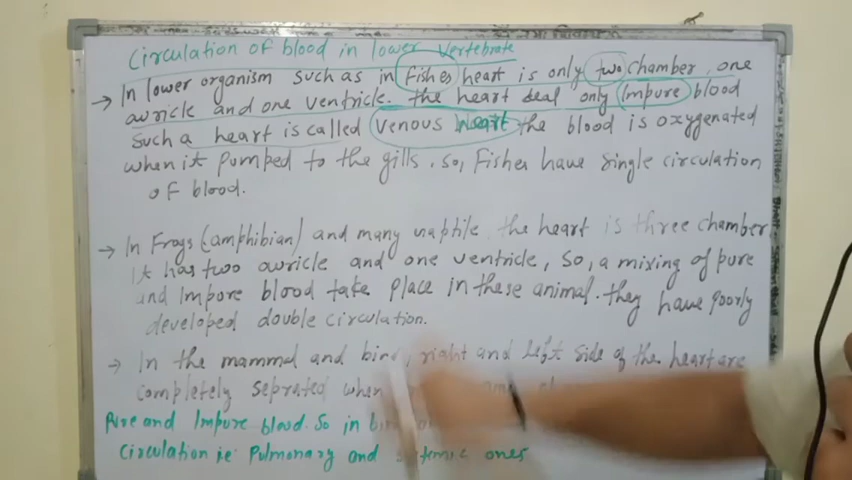 Circulation of blood in lower vertebrate
→ In lower organism such as in Fishes heart is only two chamber, one
auricle and one ventricle. the heart deal only Impure blood
Such a heart is called venous heart the blood is oxygenated
when it pumped to the gills. so, Fishes have single circulation
of blood.
→ In Frogs (amphibian) and many raptile, the heart is three chamber
It has two auricle and one ventricle, So, a mixing of pure
and Impure blood take place in these animal. they have poorly
developed double circulation.
→ In the mammal and bird, right and left side of the heart are
completely seprated when
Pure and Impure blood. So in
Circulation i.e. Pulmonary and ones